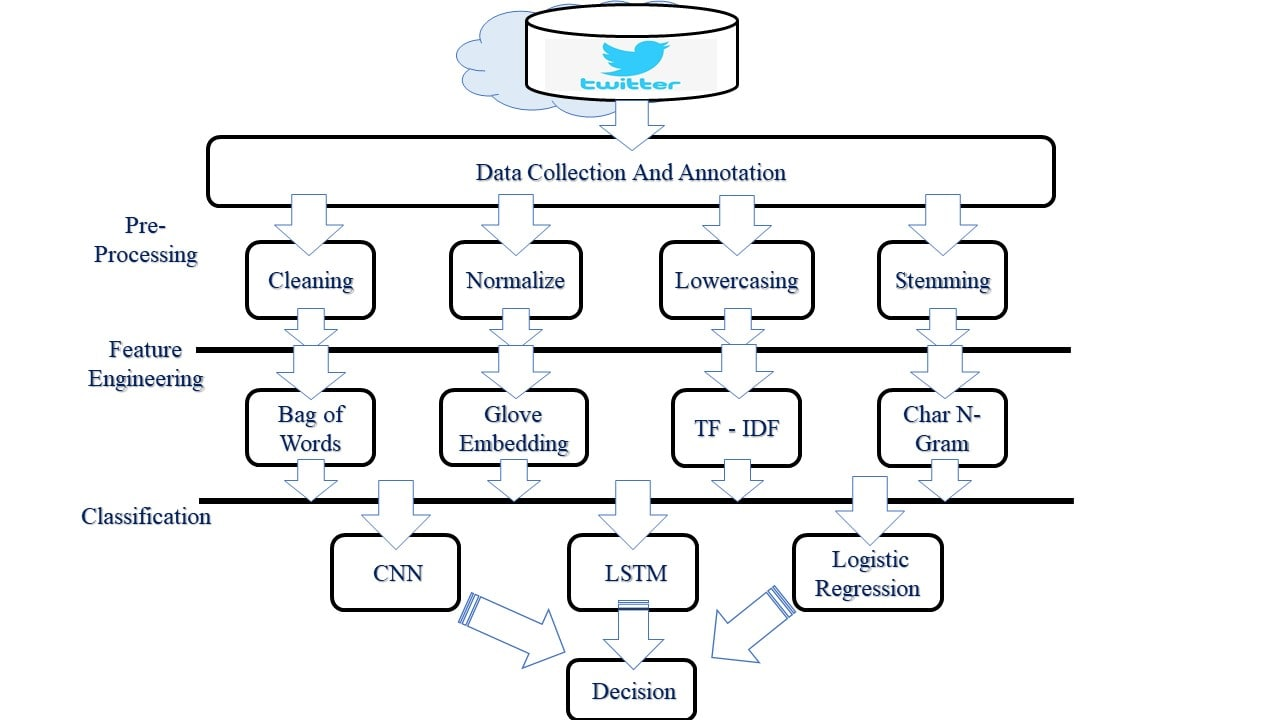 twitter
Data Collection And Annotation
Pre-
Processing
Cleaning
Normalize
Lowercasing
Stemming
Feature
Engineering
Bag of
Words
Glove
Embedding
TF - IDF
Char N-
Gram
Classification
CNN
LSTM
Logistic
Regression
Decision